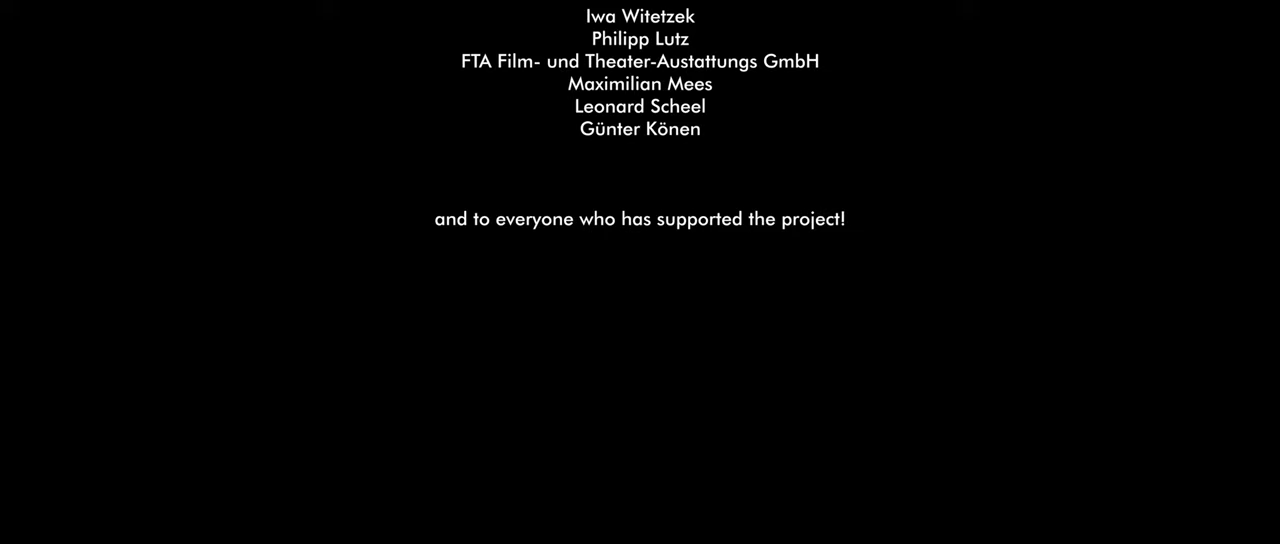 Iwa Witetzek
Philipp Lutz
FTA Film- und Theater-Austattungs GmbH
Maximilian Mees
Leonard Scheel
Günter Könen
and to everyone who has supported the project!